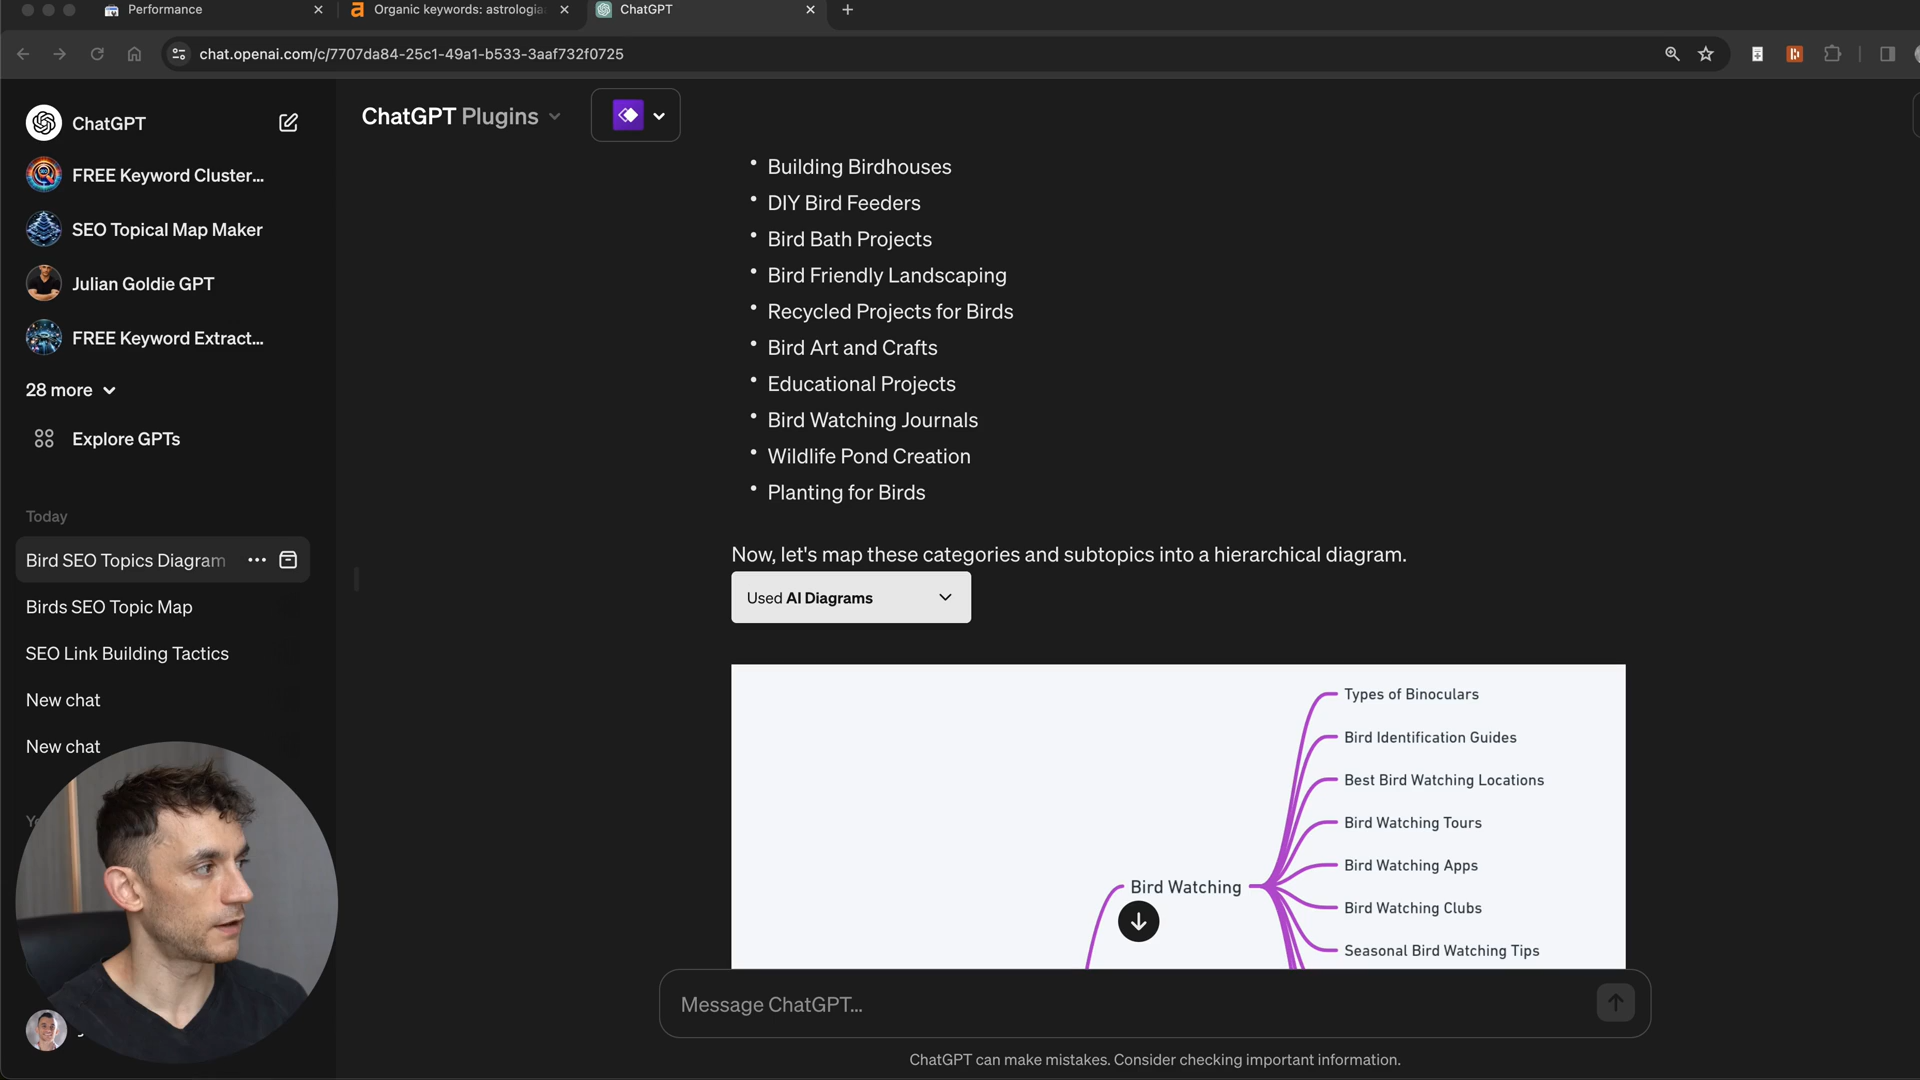 Performance
Organic keywords: astrologia
ChatGPT
chat.openai.com/c/7707da84-25c1-49a1-b533-3aaf732f0725
ChatGPT
FREE Keyword Cluster...
SEO Topical Map Maker
Julian Goldie GPT
FREE Keyword Extract...
28 more
Explore GPTs
Today
Bird SEO Topics Diagram
Birds SEO Topic Map
SEO Link Building Tactics
New chat
New chat
ChatGPT Plugins
Building Birdhouses
DIY Bird Feeders
Bird Bath Projects
Bird Friendly Landscaping
Recycled Projects for Birds
Bird Art and Crafts
Educational Projects
Bird Watching Journals
Wildlife Pond Creation
Planting for Birds
Now, let's map these categories and subtopics into a hierarchical diagram.
Used AI Diagrams
Types of Binoculars
Bird Identification Guides
Best Bird Watching Locations
Bird Watching Tours
Bird Watching Apps
Bird Watching
Bird Watching Clubs
Seasonal Bird Watching Tips
Message ChatGPT...
ChatGPT can make mistakes. Consider checking important information.